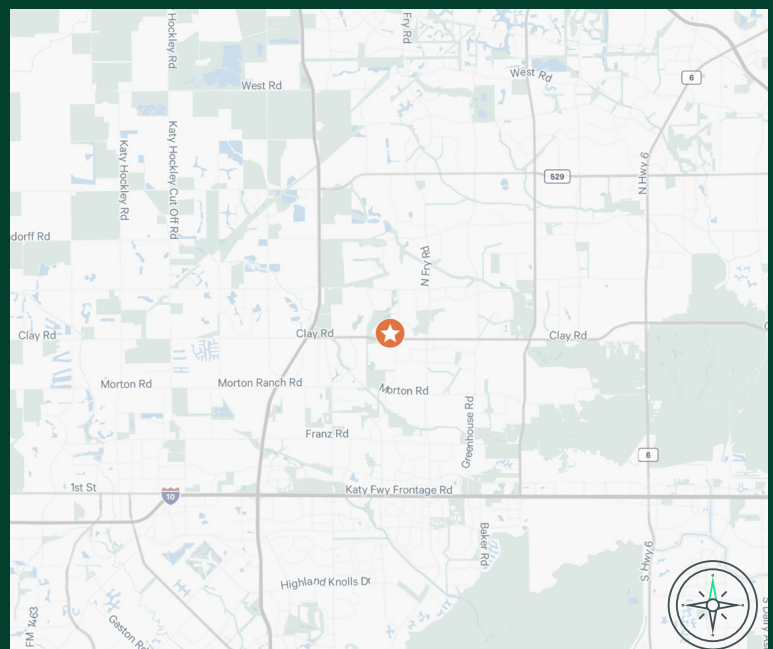 Hockley Rd
Fry Rd
West Rd
West Rd
6
Katy Hockley Rd
Katy Hockley Cut Off Rd
529
N Hwy 6
dorff Rd
N Fry Rd
Clay Rd
Clay Rd
Clay Rd
Morton Rd
Morton Ranch Rd
Morton Rd
Greenhouse Rd
Franz Rd
6
1st St
10
Katy Fwy Frontage Rd
Baker Rd
S Hwy 6
Highland Knolls Dr
FM 1463
Gaston Rd